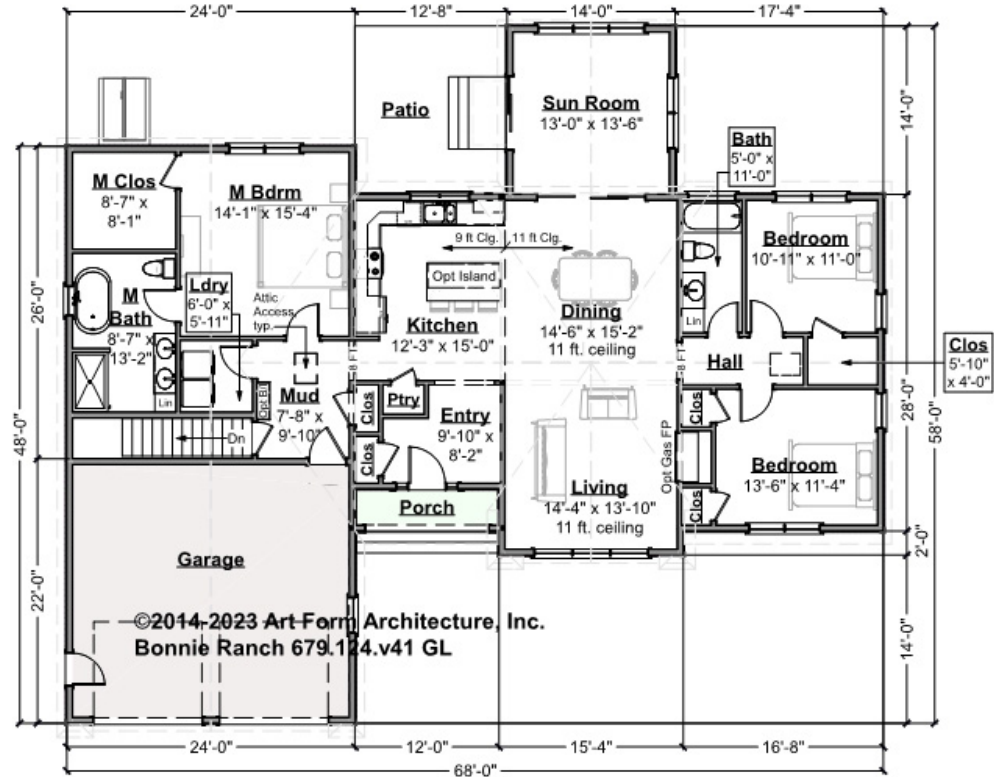 24'-0"
12'-8"
14'-0"
17'-4"
Patio
Sun Room
13'-0" x 13'-6"
14'-0"
Bath
5'-0" x
11'-0"
M Clos
8'-7" x
8'-1"
M Bdrm
14'-1" x 15'-4"
9 ft Clg.
11 ft Clg.
Bedroom
10'-11" x 11'-0"
Opt Island
M
Bath
8'-7" x
13'-2"
Ldry
6'-0" x
5'-11"
Attic
Access,
typ.
Kitchen
12'-3" x 15'-0"
Dining
14'-6" x 15'-2"
11 ft. ceiling
Lin
26'-0"
8 FT
8 FT
Hall
Clos
5'-10"
x 4'-0"
Lin
Mud
7'-8" x
9'-10"
Clos
Ptry
Entry
9'-10" x
8'-2"
Clos
28'-0"
58'-0"
48'-0"
Dn
Clos
Opt Gas FP
Bedroom
13'-6" x 11'-4"
Living
14'-4" x 13'-10"
11 ft. ceiling
Clos
Porch
2'-0"
Garage
22'-0"
©2014-2023 Art Form Architecture, Inc.
Bonnie Ranch 679.124.v41 GL
14'-0"
24'-0"
12'-0"
15'-4"
16'-8"
68'-0"